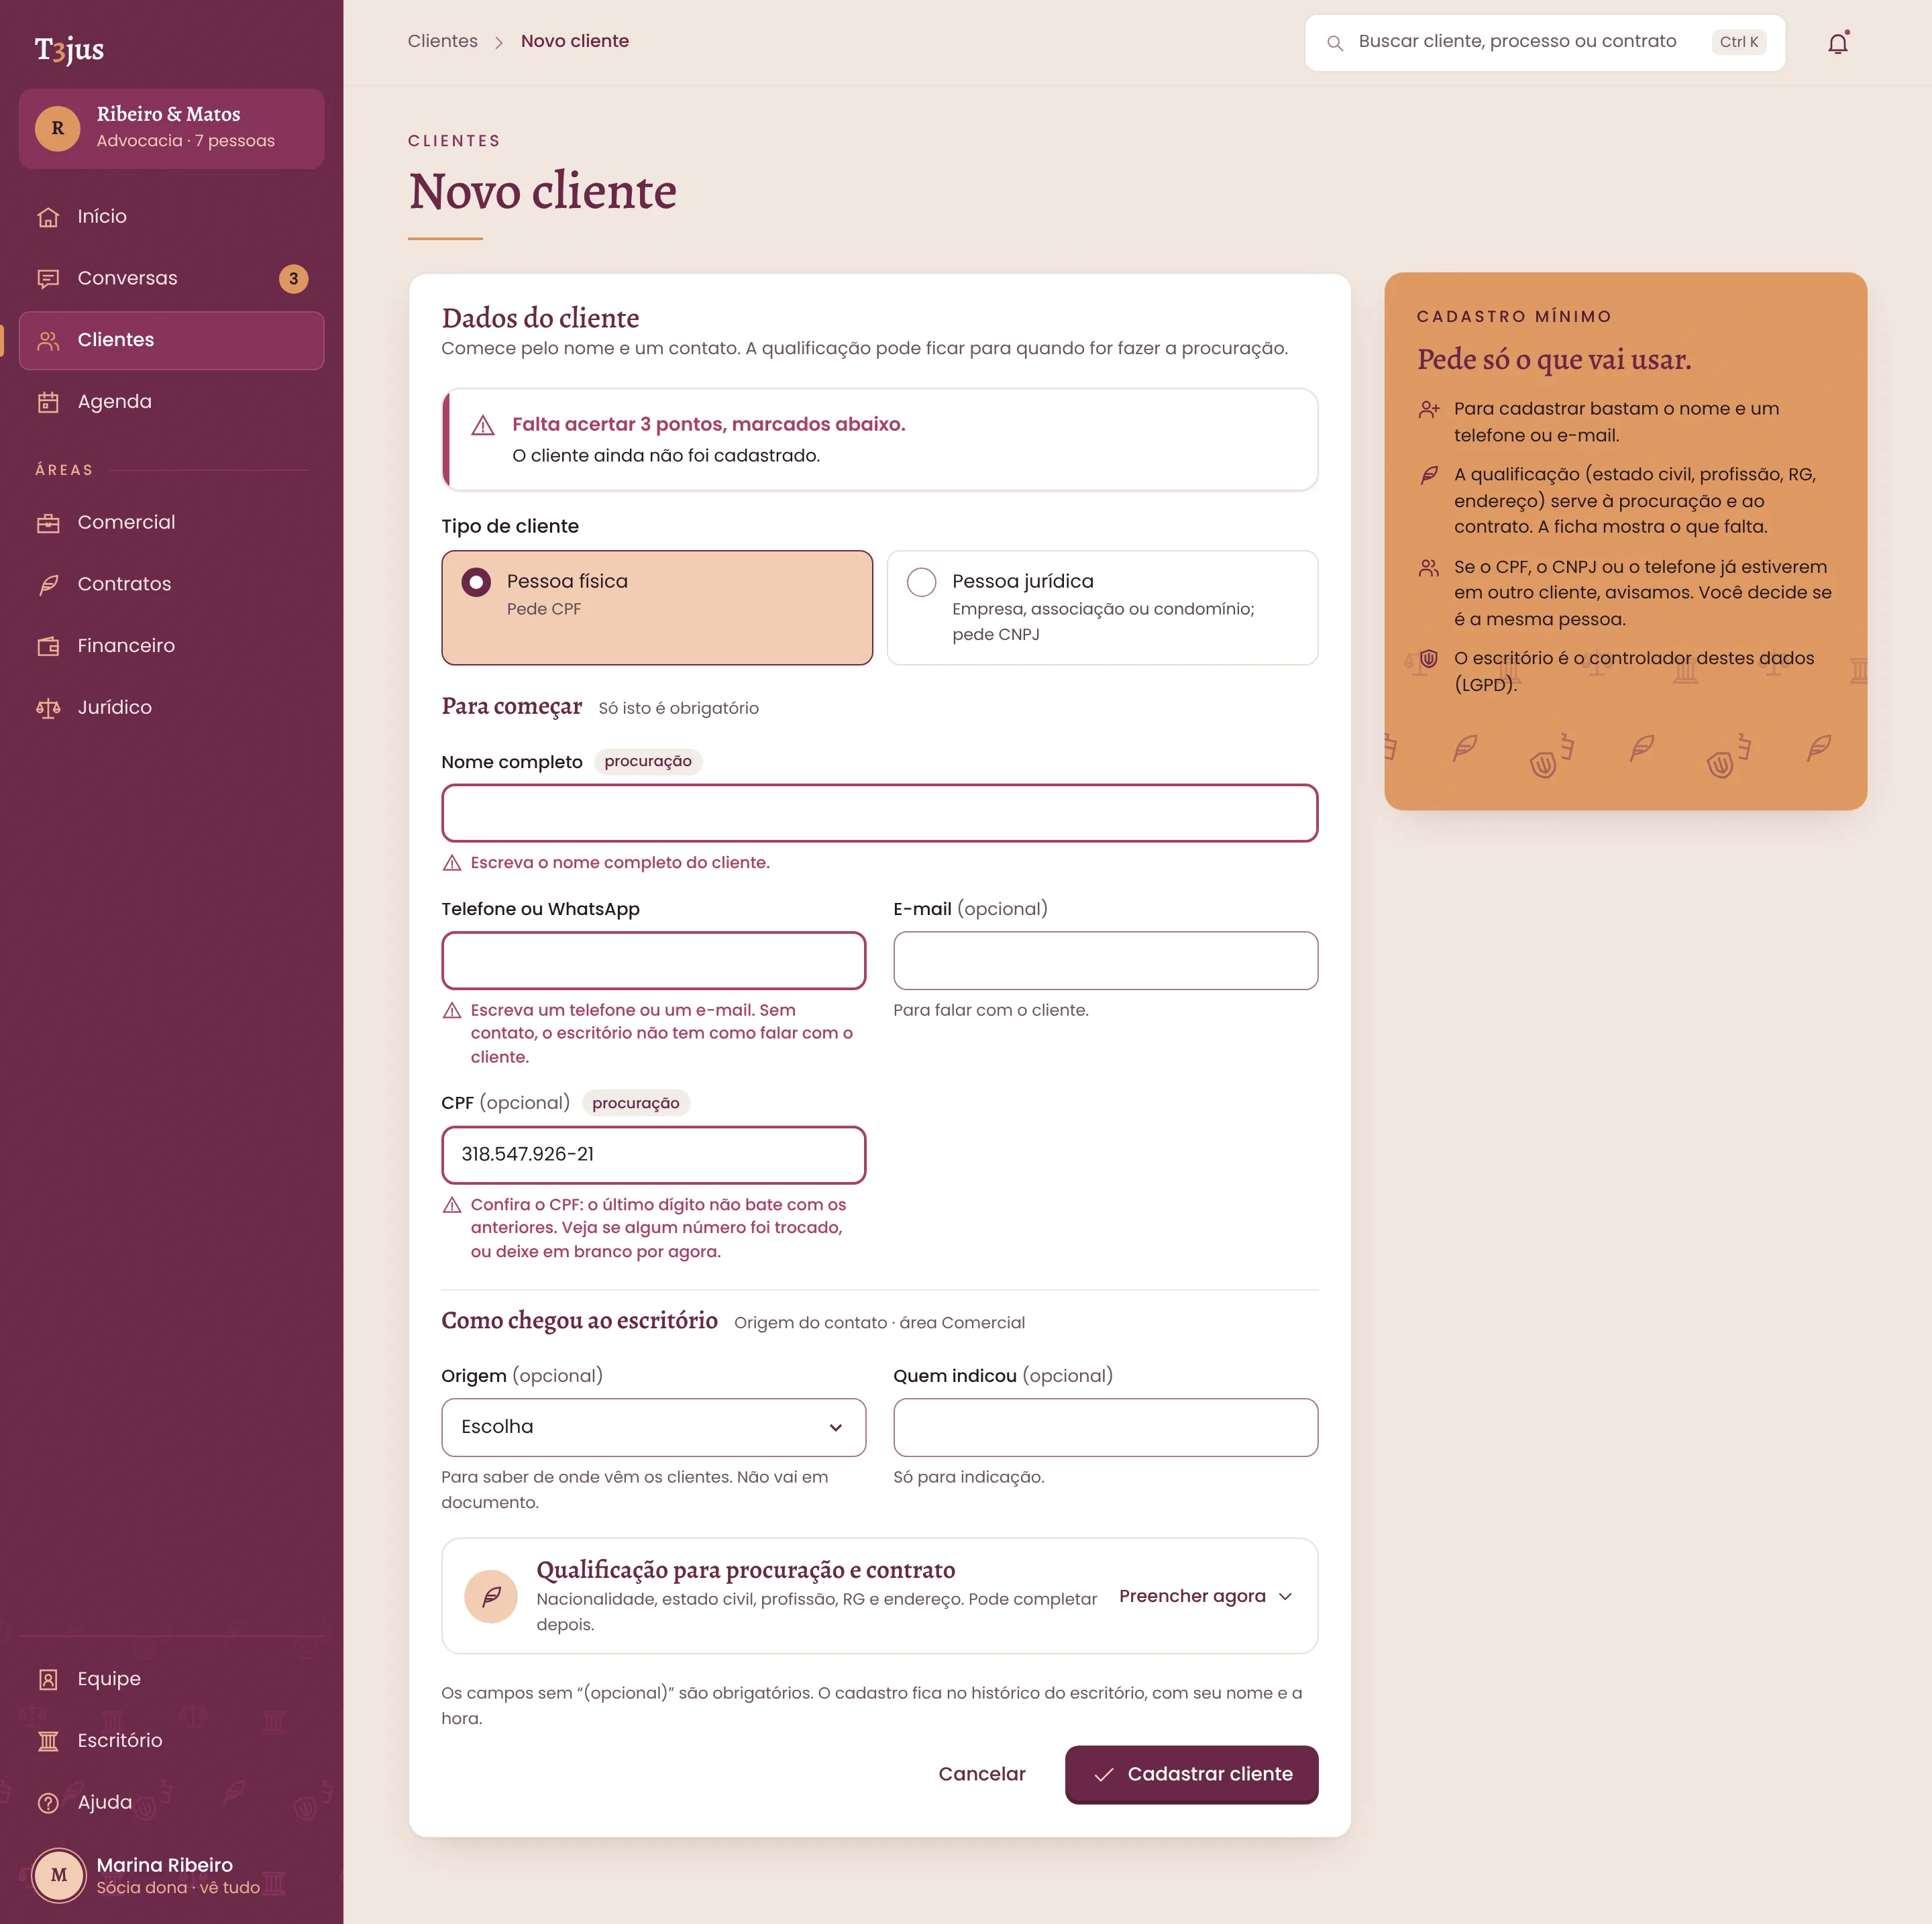 T3jus
R
Ribeiro & Matos
Advocacia · 7 pessoas
Início
Conversas
3
Clientes
Agenda
ÁREAS
Comercial
Contratos
Financeiro
Jurídico
Equipe
Escritório
Ajuda
M
Marina Ribeiro
Sócia dona · vê tudo
Clientes
Novo cliente
Buscar cliente, processo ou contrato
Ctrl K
CLIENTES
Novo cliente
Dados do cliente
Comece pelo nome e um contato. A qualificação pode ficar para quando for fazer a procuração.
Falta acertar 3 pontos, marcados abaixo.
O cliente ainda não foi cadastrado.
Tipo de cliente
Pessoa física
Pede CPF
Pessoa jurídica
Empresa, associação ou condomínio;
pede CNPJ
Para começar Só isto é obrigatório
Nome completo procuração
Escreva o nome completo do cliente.
Telefone ou WhatsApp
Escreva um telefone ou um e-mail. Sem
contato, o escritório não tem como falar com o
cliente.
E-mail (opcional)
Para falar com o cliente.
CPF (opcional) procuração
318.547.926-21
Confira o CPF: o último dígito não bate com os
anteriores. Veja se algum número foi trocado,
ou deixe em branco por agora.
Como chegou ao escritório Origem do contato · área Comercial
Origem (opcional)
Escolha
Para saber de onde vêm os clientes. Não vai em
documento.
Quem indicou (opcional)
Só para indicação.
Qualificação para procuração e contrato
Nacionalidade, estado civil, profissão, RG e endereço. Pode completar
depois.
Preencher agora
Os campos sem “(opcional)” são obrigatórios. O cadastro fica no histórico do escritório, com seu nome e a
hora.
Cancelar
Cadastrar cliente
CADASTRO MÍNIMO
Pede só o que vai usar.
Para cadastrar bastam o nome e um
telefone ou e-mail.
A qualificação (estado civil, profissão, RG,
endereço) serve à procuração e ao
contrato. A ficha mostra o que falta.
Se o CPF, o CNPJ ou o telefone já estiverem
em outro cliente, avisamos. Você decide se
é a mesma pessoa.
O escritório é o controlador destes dados
(LGPD).